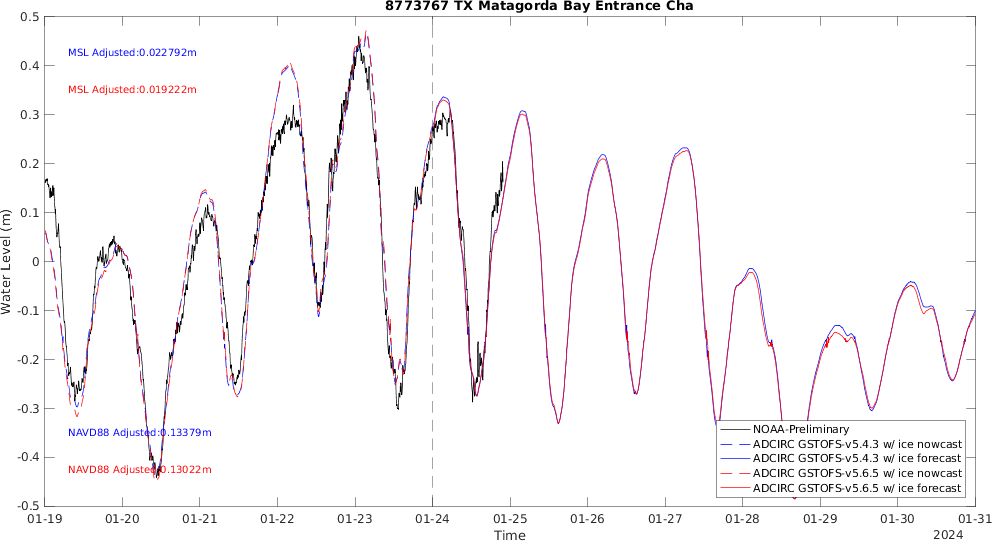 8773767 TX Matagorda Bay Entrance Cha
MSL Adjusted:0.022792m
MSL Adjusted:0.019222m
NAVD88 Adjusted:0.13379m
NAVD88 Adjusted:0.13022m
Water Level (m)
0.5
0.4
0.3
0.2
0.1
0
-0.1
-0.2
-0.3
-0.4
-0.5
NOAA-Preliminary
ADCIRC GSTOFS-v5.4.3 w/ ice nowcast
ADCIRC GSTOFS-v5.4.3 w/ ice forecast
ADCIRC GSTOFS-v5.6.5 w/ ice nowcast
ADCIRC GSTOFS-v5.6.5 w/ ice forecast
01-19 01-20 01-21 01-22 01-23 01-24 01-25 01-26 01-27 01-28 01-29 01-30 01-31
Time
2024